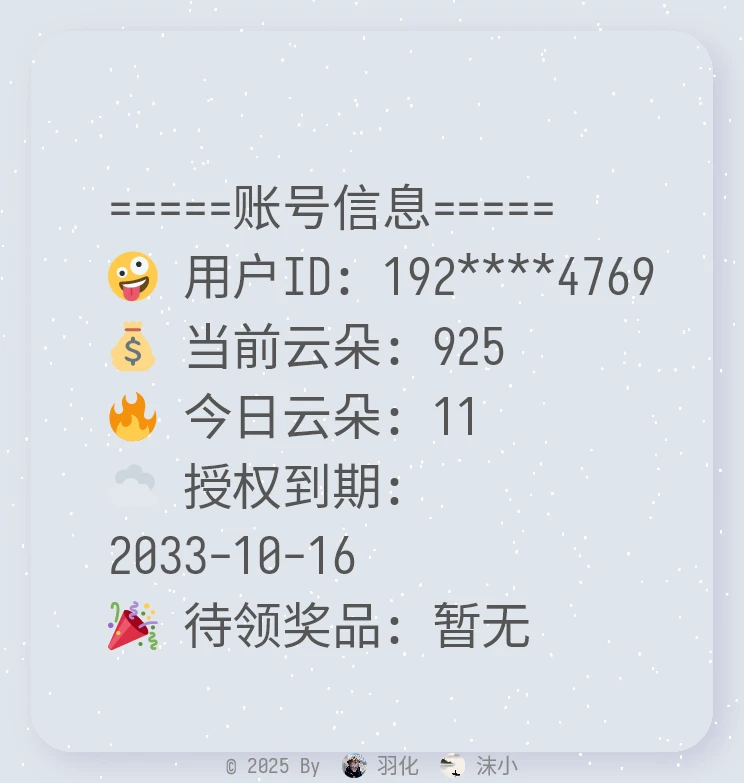 =====账号信息=====
🤪 用户ID: 192****4769
💰 当前云朵: 925
🔥 今日云朵: 11
☁️ 授权到期:
2033-10-16
🎉 待领奖品: 暂无
© 2025 By 羽化 沫小